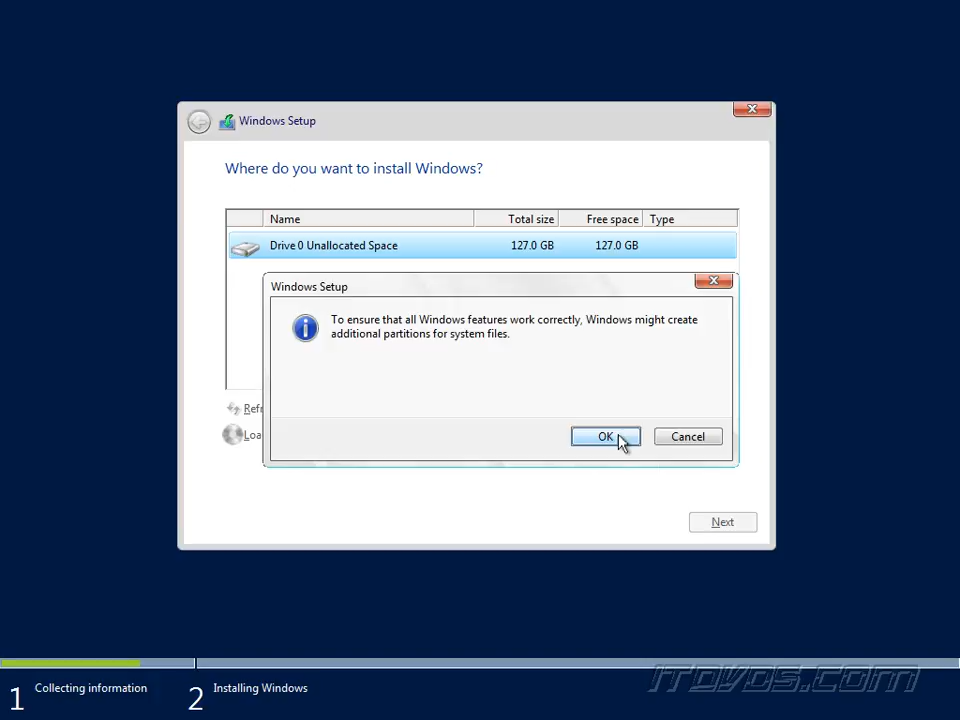 Windows Setup
Where do you want to install Windows?
Name Total size Free space Type
Drive 0 Unallocated Space 127.0 GB 127.0 GB
Windows Setup
To ensure that all Windows features work correctly, Windows might create
additional partitions for system files.
OK Cancel
Next
1 Collecting information 2 Installing Windows
ITDVDS.COM